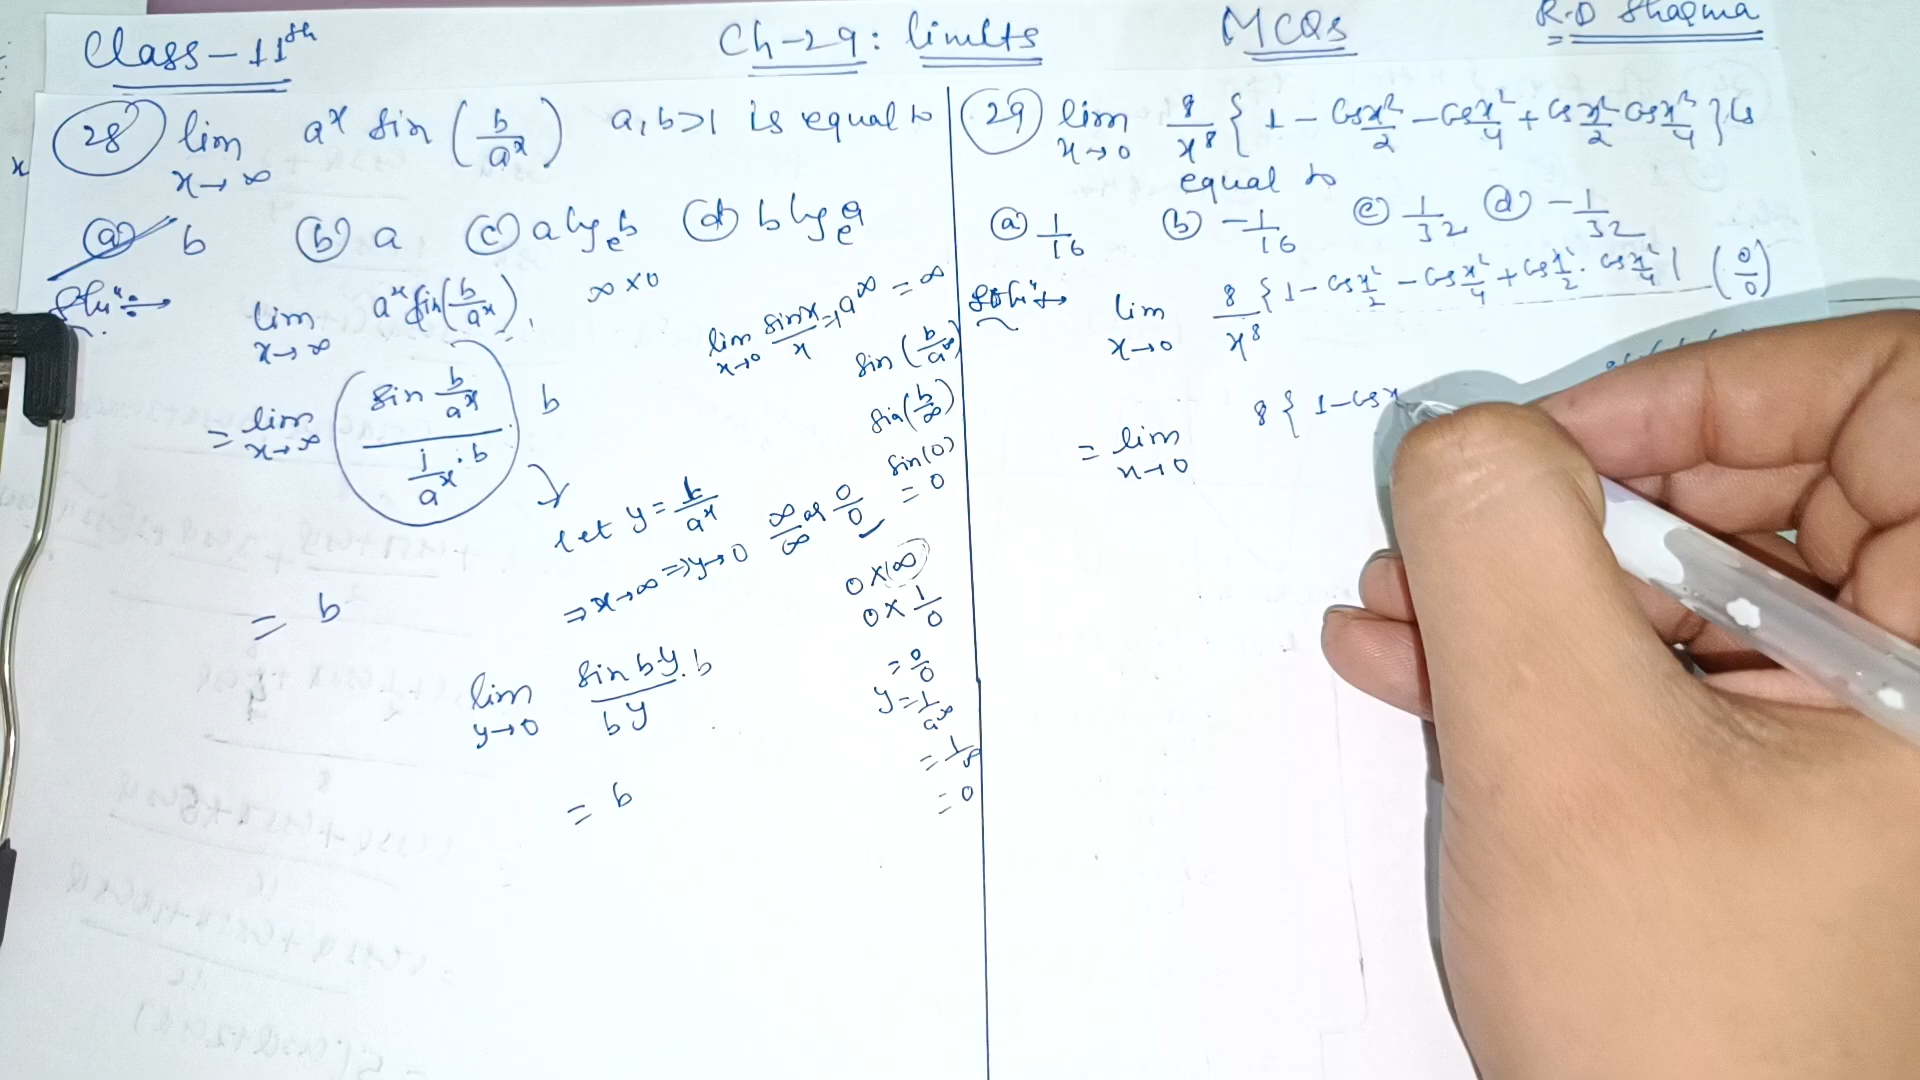 Class-11th
Ch-29: limits
MCQs
R.D Sharma
28 lim x→∞ a^x sin (b/a^x) a,b>1 is equal to
(a) b (b) a (c) a log_e b (d) b log_e a
Solu":→ lim x→∞ a^x sin(b/a^x), ∞×0
= lim x→∞ (sin b/a^x / 1/a^x . b) . b
= b
lim x→0 sinx/x = 1
a^∞ = ∞
sin (b/a^∞)
sin(b/∞)
sin(0)
= 0
let y =
⇒ x→∞ ⇒ y→0
∞/∞ or 0/0
0×∞
0×1/0
= 0/0
y = 1/a^∞
= 1/∞
= 0
lim y→0 sin by/by . b
= b
29 lim x→0 8/x^8 { 1 - Cos x²/2 - Cos x²/4 + Cos x²/2 Cos x²/4 } is
equal to
(a) 1/16 (b) -1/16 (c) 1/32 (d) -1/32
lim x→0 8/x^8 { 1 - Cos x²/2 - Cos x²/4 + Cos x²/2 . Cos x²/4 } (0/0)
= lim x→0 8 { 1 - Cos x